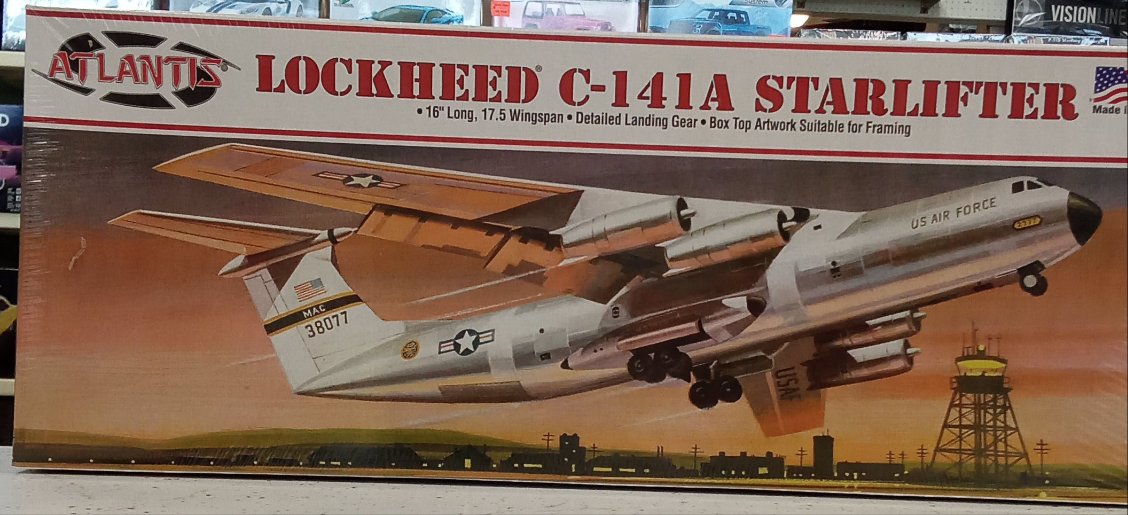 VISIONLINE
ATLANTIS®
LOCKHEED® C-141A STARLIFTER
Made i
• 16" Long, 17.5 Wingspan • Detailed Landing Gear • Box Top Artwork Suitable for Framing
US AIR FORCE
MAC
38077
USAF